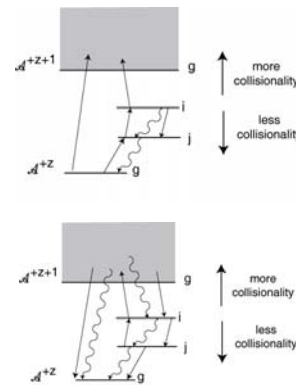 𝒜+z+1
g
i
j
𝒜+z
g
more
collisionality
less
collisionality
𝒜+z+1
g
i
j
𝒜+z
g
more
collisionality
less
collisionality